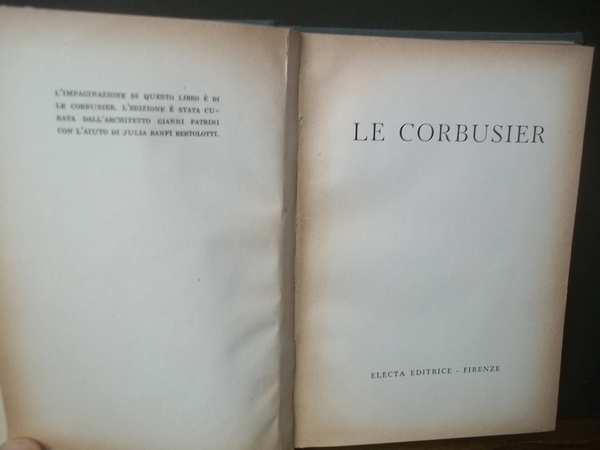 L'IMPAGINAZIONE DI QUESTO LIBRO È DI
LE CORBUSIER. L'EDIZIONE È STATA CU-
RATA DALL'ARCHITETTO GIANNI PATRINI
CON L'AIUTO DI JULIA BANFI BERTOLOTTI.
LE CORBUSIER
ELECTA EDITRICE - FIRENZE